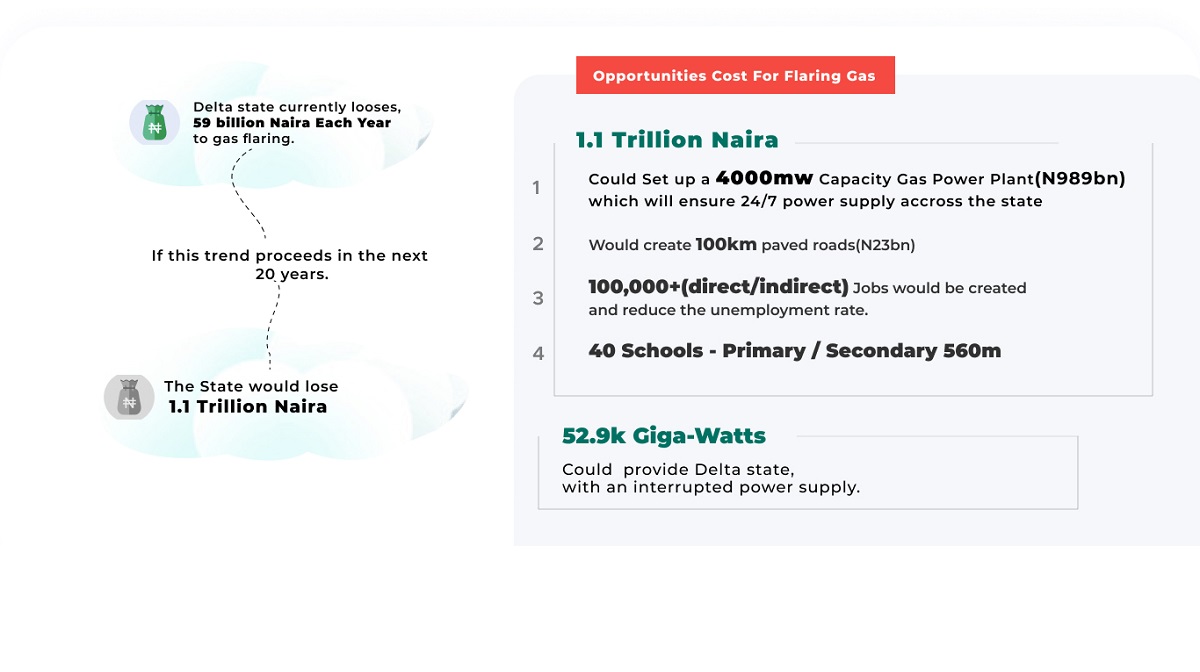 Delta state currently looses,
59 billion Naira Each Year
to gas flaring.
If this trend proceeds in the next
20 years.
The State would lose
1.1 Trillion Naira
Opportunities Cost For Flaring Gas
1.1 Trillion Naira
1
Could Set up a 4000mw Capacity Gas Power Plant(N989bn)
which will ensure 24/7 power supply accross the state
2
Would create 100km paved roads(N23bn)
3
100,000+(direct/indirect) Jobs would be created
and reduce the unemployment rate.
4
40 Schools - Primary / Secondary 560m
52.9k Giga-Watts
Could provide Delta state,
with an interrupted power supply.